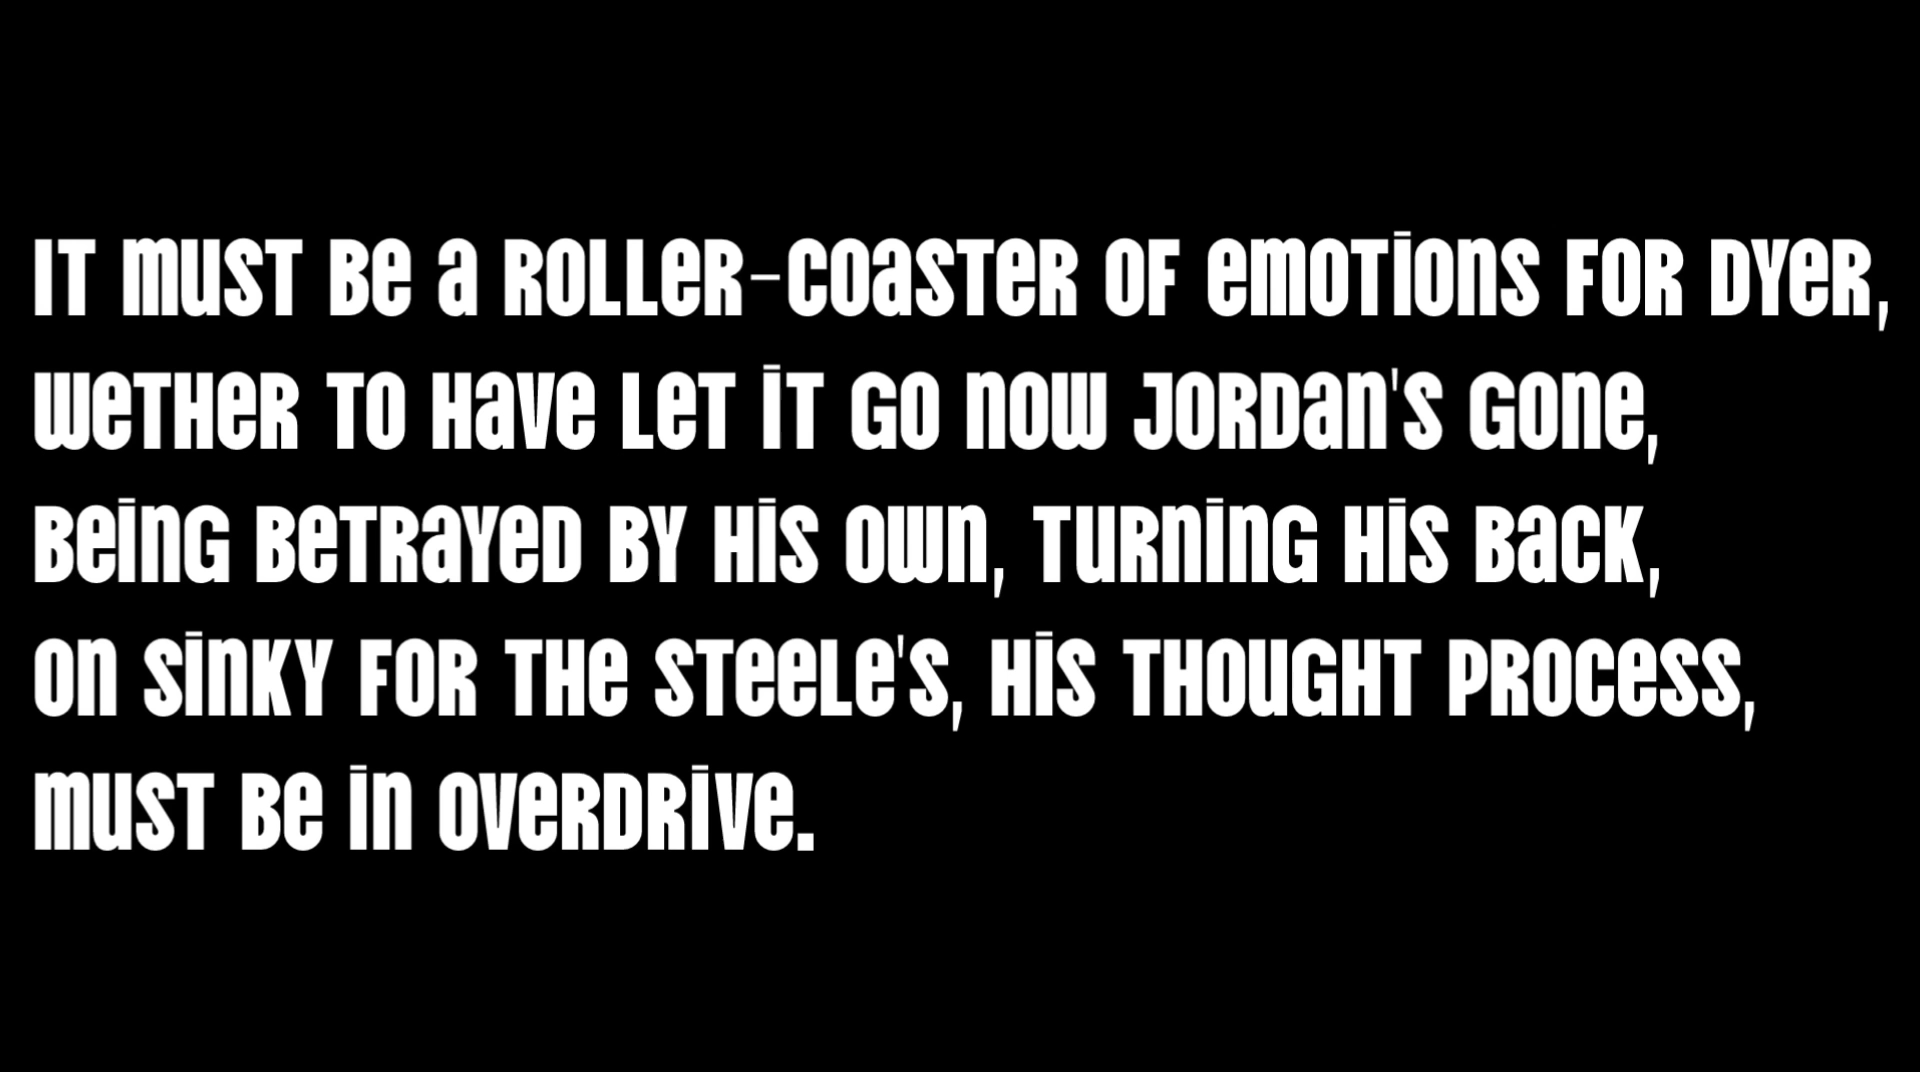 It must be a roller-coaster of emotions for Dyer,
wether to have let it go now Jordan's gone,
being betrayed by his own, turning his back,
on Sinky for the Steele's, his thought process,
must be in overdrive.